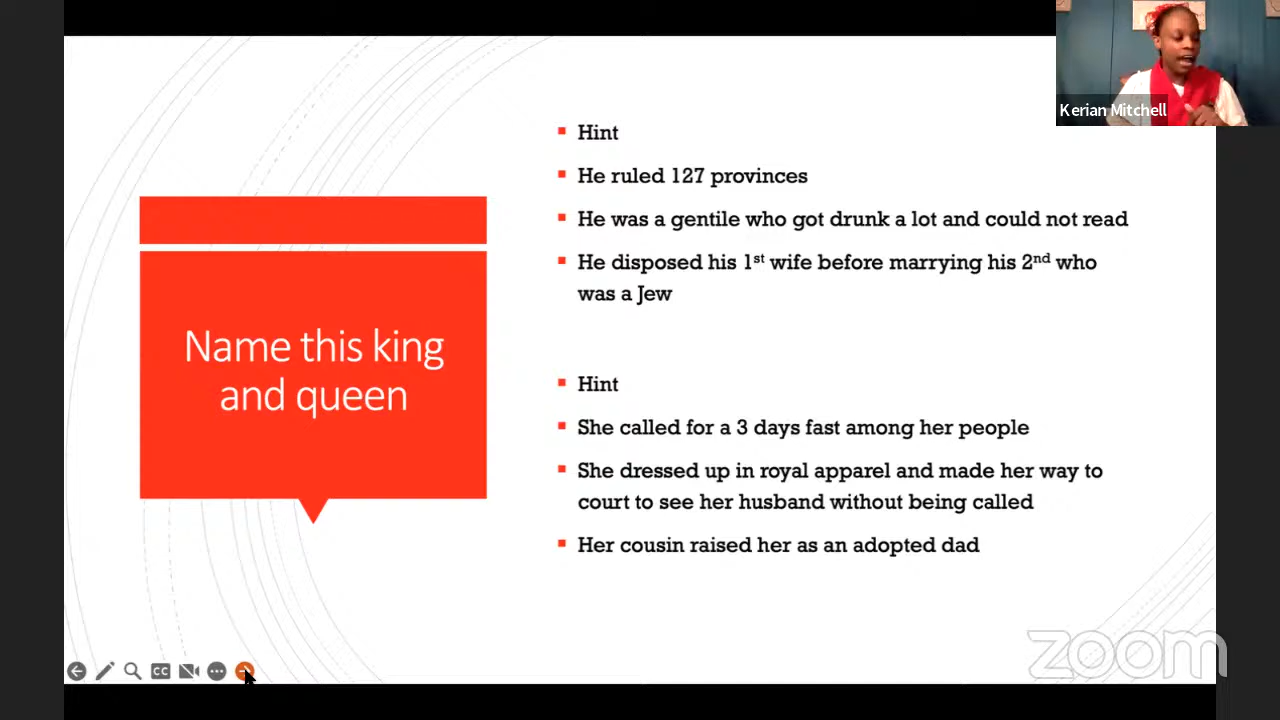 Kerian Mitchell
Name this king
and queen
Hint
He ruled 127 provinces
He was a gentile who got drunk a lot and could not read
He disposed his 1st wife before marrying his 2nd who
was a Jew
Hint
She called for a 3 days fast among her people
She dressed up in royal apparel and made her way to
court to see her husband without being called
Her cousin raised her as an adopted dad
CC
zoom